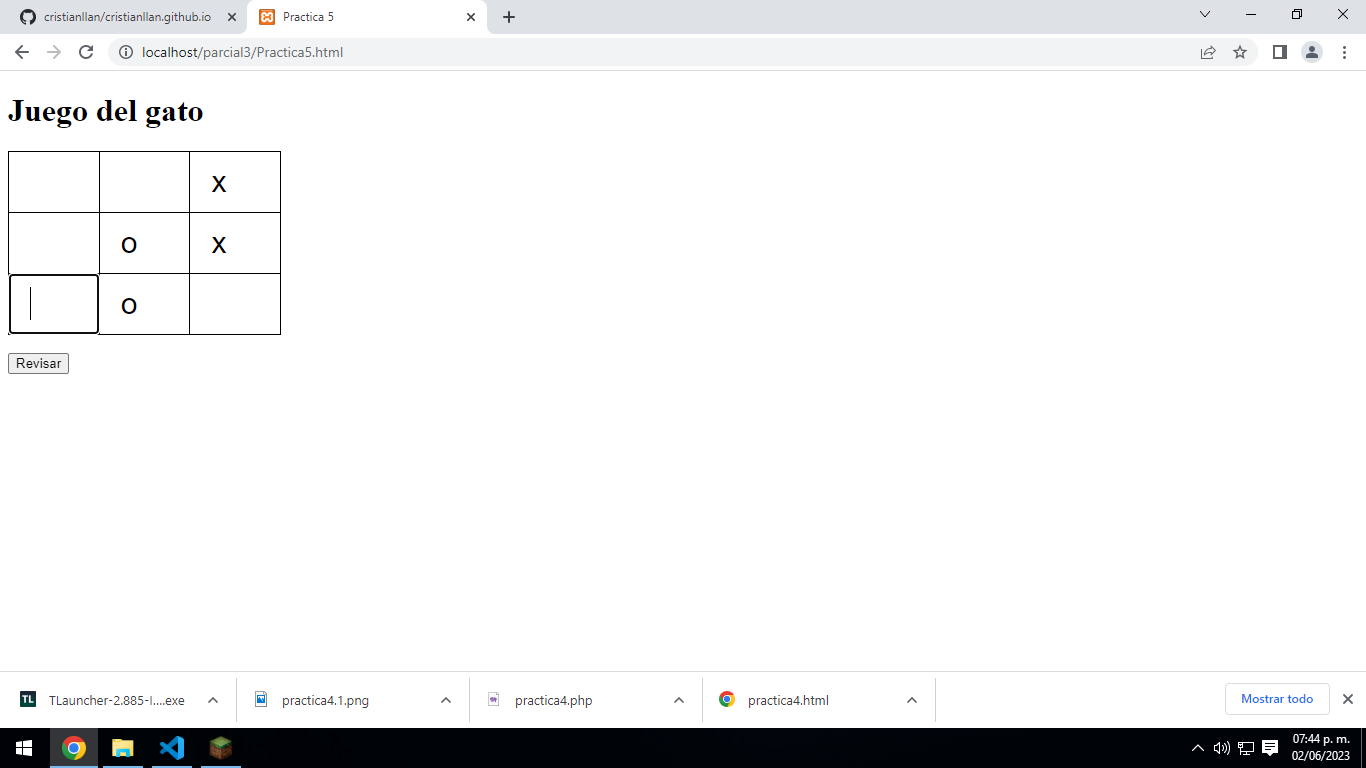 cristianllan/cristianllan.github.io
Practica 5
localhost/parcial3/Practica5.html
Juego del gato
x
o x
o
Revisar
TL
TLauncher-2.885-I....exe
practica4.1.png
practica4.php
practica4.html
Mostrar todo
07:44 p. m.
02/06/2023